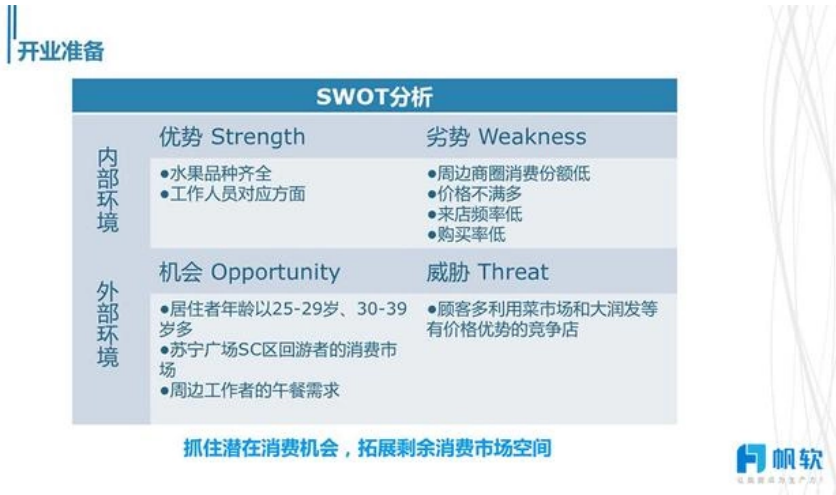 开业准备
SWOT分析
内部环境
优势 Strength
劣势 Weakness
●水果品种齐全
●工作人员对应方面
●周边商圈消费份额低
●价格不满多
●来店频率低
●购买率低
外部环境
机会 Opportunity
威胁 Threat
●居住者年龄以25-29岁、30-39
岁多
●苏宁广场SC区回游者的消费市
场
●周边工作者的午餐需求
●顾客多利用菜市场和大润发等
有价格优势的竞争店
抓住潜在消费机会，拓展剩余消费市场空间
帆软